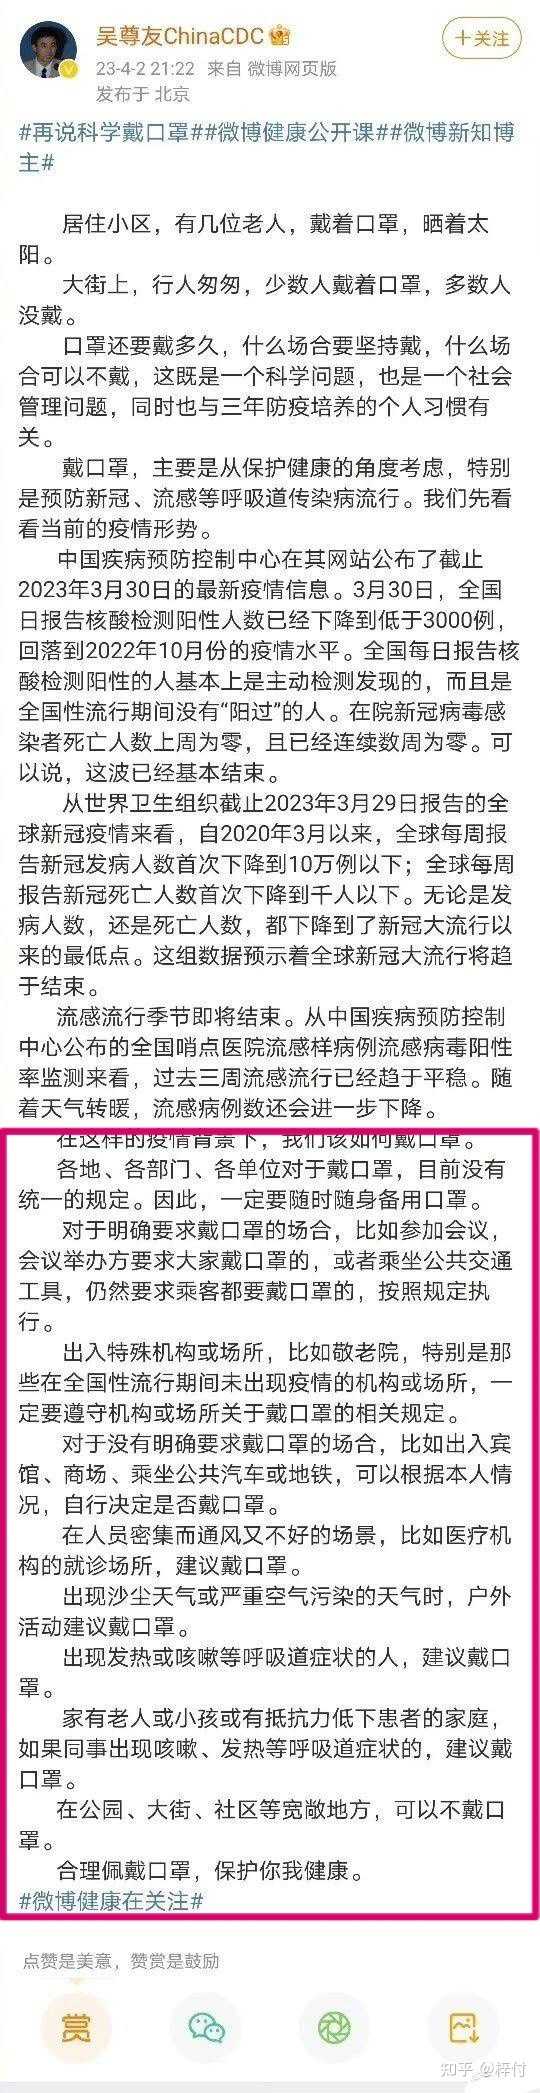 吴尊友ChinaCDC
十关注
23-4-2 21:22 来自 微博网页版
发布于 北京
#再说科学戴口罩##微博健康公开课##微博新知博
主#
居住小区，有几位老人，戴着口罩，晒着太
阳。
大街上，行人匆匆，少数人戴着口罩，多数人
没戴。
口罩还要戴多久，什么场合要坚持戴，什么场
合可以不戴，这既是一个科学问题，也是一个社会
管理问题，同时也与三年防疫培养的个人习惯有
关。
戴口罩，主要是从保护健康的角度考虑，特别
是预防新冠、流感等呼吸道传染病流行。我们先看
看当前的疫情形势。
中国疾病预防控制中心在其网站公布了截止
2023年3月30日的最新疫情信息。3月30日，全国
日报告核酸检测阳性人数已经下降到低于3000例，
回落到2022年10月份的疫情水平。全国每日报告核
酸检测阳性的人基本上是主动检测发现的，而且是
全国性流行期间没有“阳过”的人。在院新冠病毒感
染者死亡人数上周为零，且已经连续数周为零。可
以说，这波已经基本结束。
从世界卫生组织截止2023年3月29日报告的全
球新冠疫情来看，自2020年3月以来，全球每周报
告新冠发病人数首次下降到10万例以下；全球每周
报告新冠死亡人数首次下降到千人以下。无论是发
病人数，还是死亡人数，都下降到了新冠大流行以
来的最低点。这组数据预示着全球新冠大流行将趋
于结束。
流感流行季节即将结束。从中国疾病预防控制
中心公布的全国哨点医院流感样病例流感病毒阳性
率监测来看，过去三周流感流行已经趋于平稳。随
着天气转暖，流感病例数还会进一步下降。
在这样的疫情背景下，我们该如何戴口罩。
各地、各部门、各单位对于戴口罩，目前没有
统一的规定。因此，一定要随时随身备用口罩。
对于明确要求戴口罩的场合，比如参加会议，
会议举办方要求大家戴口罩的，或者乘坐公共交通
工具，仍然要求乘客都要戴口罩的，按照规定执
行。
出入特殊机构或场所，比如敬老院，特别是那
些在全国性流行期间未出现疫情的机构或场所，一
定要遵守机构或场所关于戴口罩的相关规定。
对于没有明确要求戴口罩的场合，比如出入宾
馆、商场、乘坐公共汽车或地铁，可以根据本人情
况，自行决定是否戴口罩。
在人员密集而通风又不好的场景，比如医疗机
构的就诊场所，建议戴口罩。
出现沙尘天气或严重空气污染的天气时，户外
活动建议戴口罩。
出现发热或咳嗽等呼吸道症状的人，建议戴口
罩。
家有老人或小孩或有抵抗力低下患者的家庭，
如果同事出现咳嗽、发热等呼吸道症状的，建议戴
口罩。
在公园、大街、社区等宽敞地方，可以不戴口
罩。
合理佩戴口罩，保护你我健康。
#微博健康在关注#
点赞是美意，赞赏是鼓励
赏
知乎 @梓付